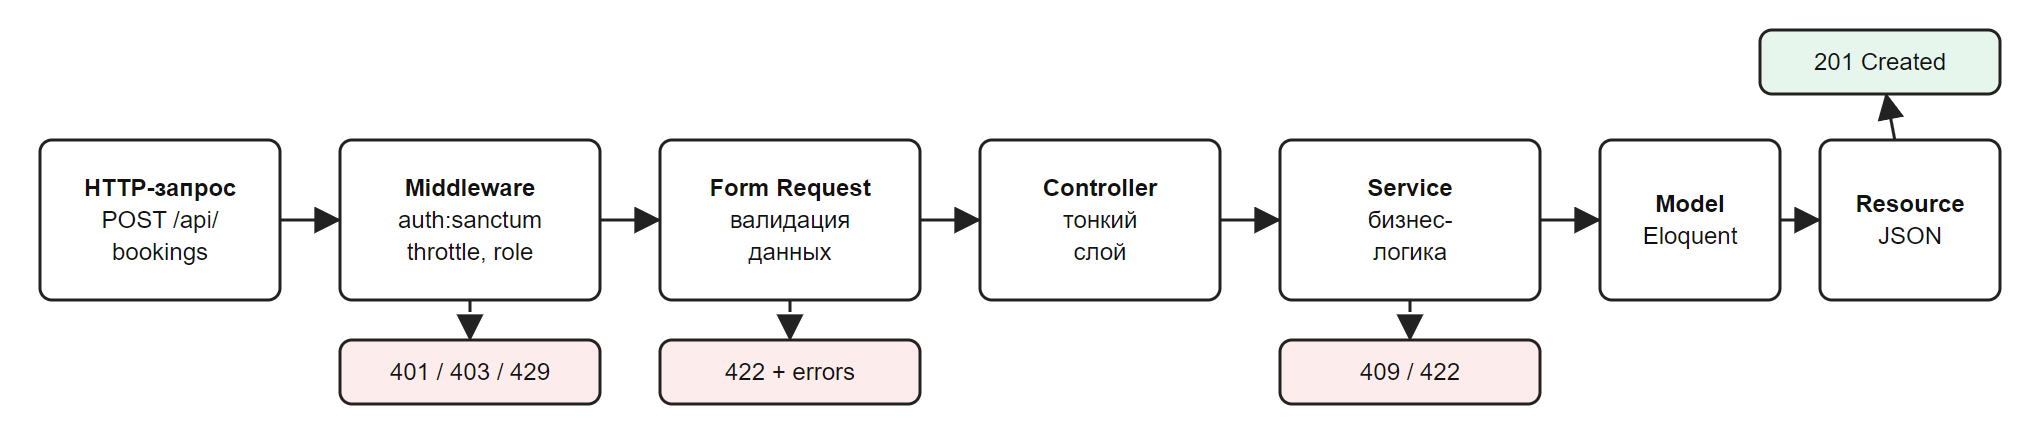 201 Created
HTTP-запрос
POST /api/
bookings
Middleware
auth:sanctum
throttle, role
Form Request
валидация
данных
Controller
тонкий
слой
Service
бизнес-
логика
Model
Eloquent
Resource
JSON
401 / 403 / 429
422 + errors
409 / 422